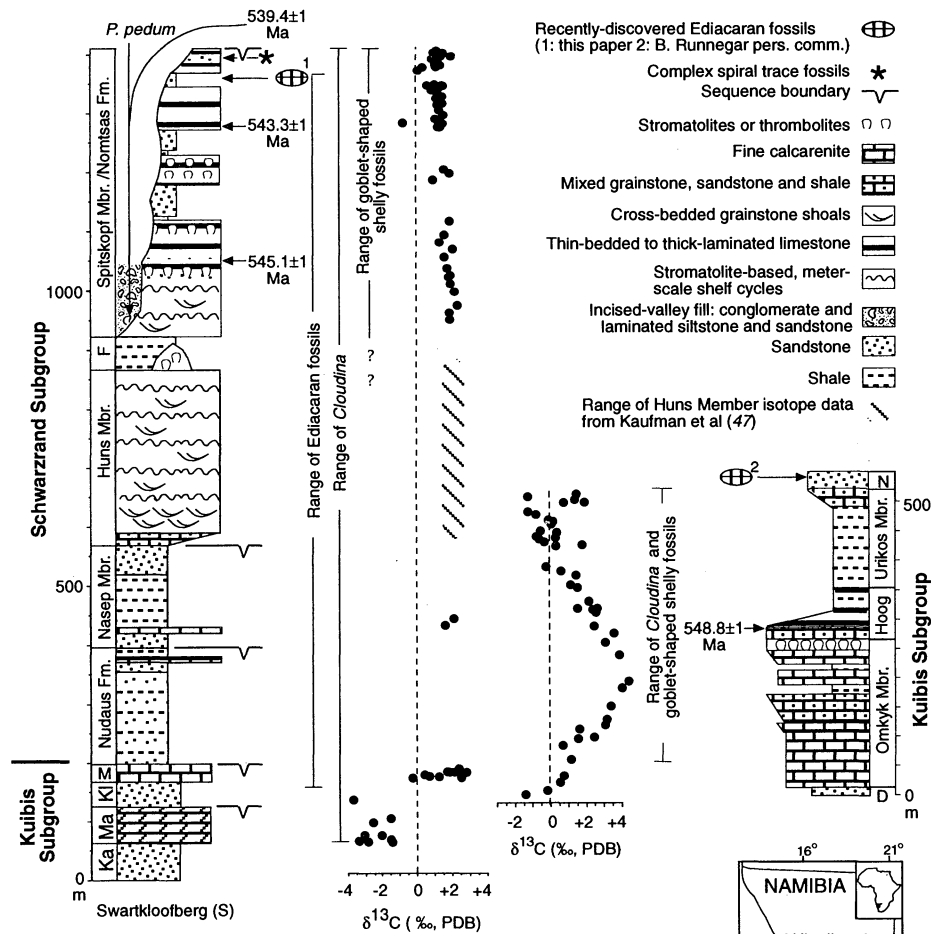 P. pedum
539.4±1
Ma
1
543.3±1
Ma
545.1±1
Ma
Spitskopf Mbr. /Nomtsas Fm.
F
Huns Mbr.
Nasep Mbr.
Nudaus Fm.
M
Kl
Ma
Ka
Schwarzrand Subgroup
Kuibis
Subgroup
1000
500
0
m
Swartkloofberg (S)
Range of Ediacaran fossils
Range of Cloudina
Range of goblet-shaped
shelly fossils
?
?
-4 -2 0 +2 +4
δ13C ( ‰, PDB)
Recently-discovered Ediacaran fossils
(1: this paper 2: B. Runnegar pers. comm.)
Complex spiral trace fossils
Sequence boundary
Stromatolites or thrombolites
Fine calcarenite
Mixed grainstone, sandstone and shale
Cross-bedded grainstone shoals
Thin-bedded to thick-laminated limestone
Stromatolite-based, meter-
scale shelf cycles
Incised-valley fill: conglomerate and
laminated siltstone and sandstone
Sandstone
Shale
Range of Huns Member isotope data
from Kaufman et al (47)
2
Range of Cloudina and
goblet-shaped shelly fossils
548.8±1
Ma
-2 0 +2 +4
δ13C (‰, PDB)
N
Urikos Mbr.
Hoog
Omkyk Mbr.
D
500
0
m
Kuibis Subgroup
16° 21°
NAMIBIA